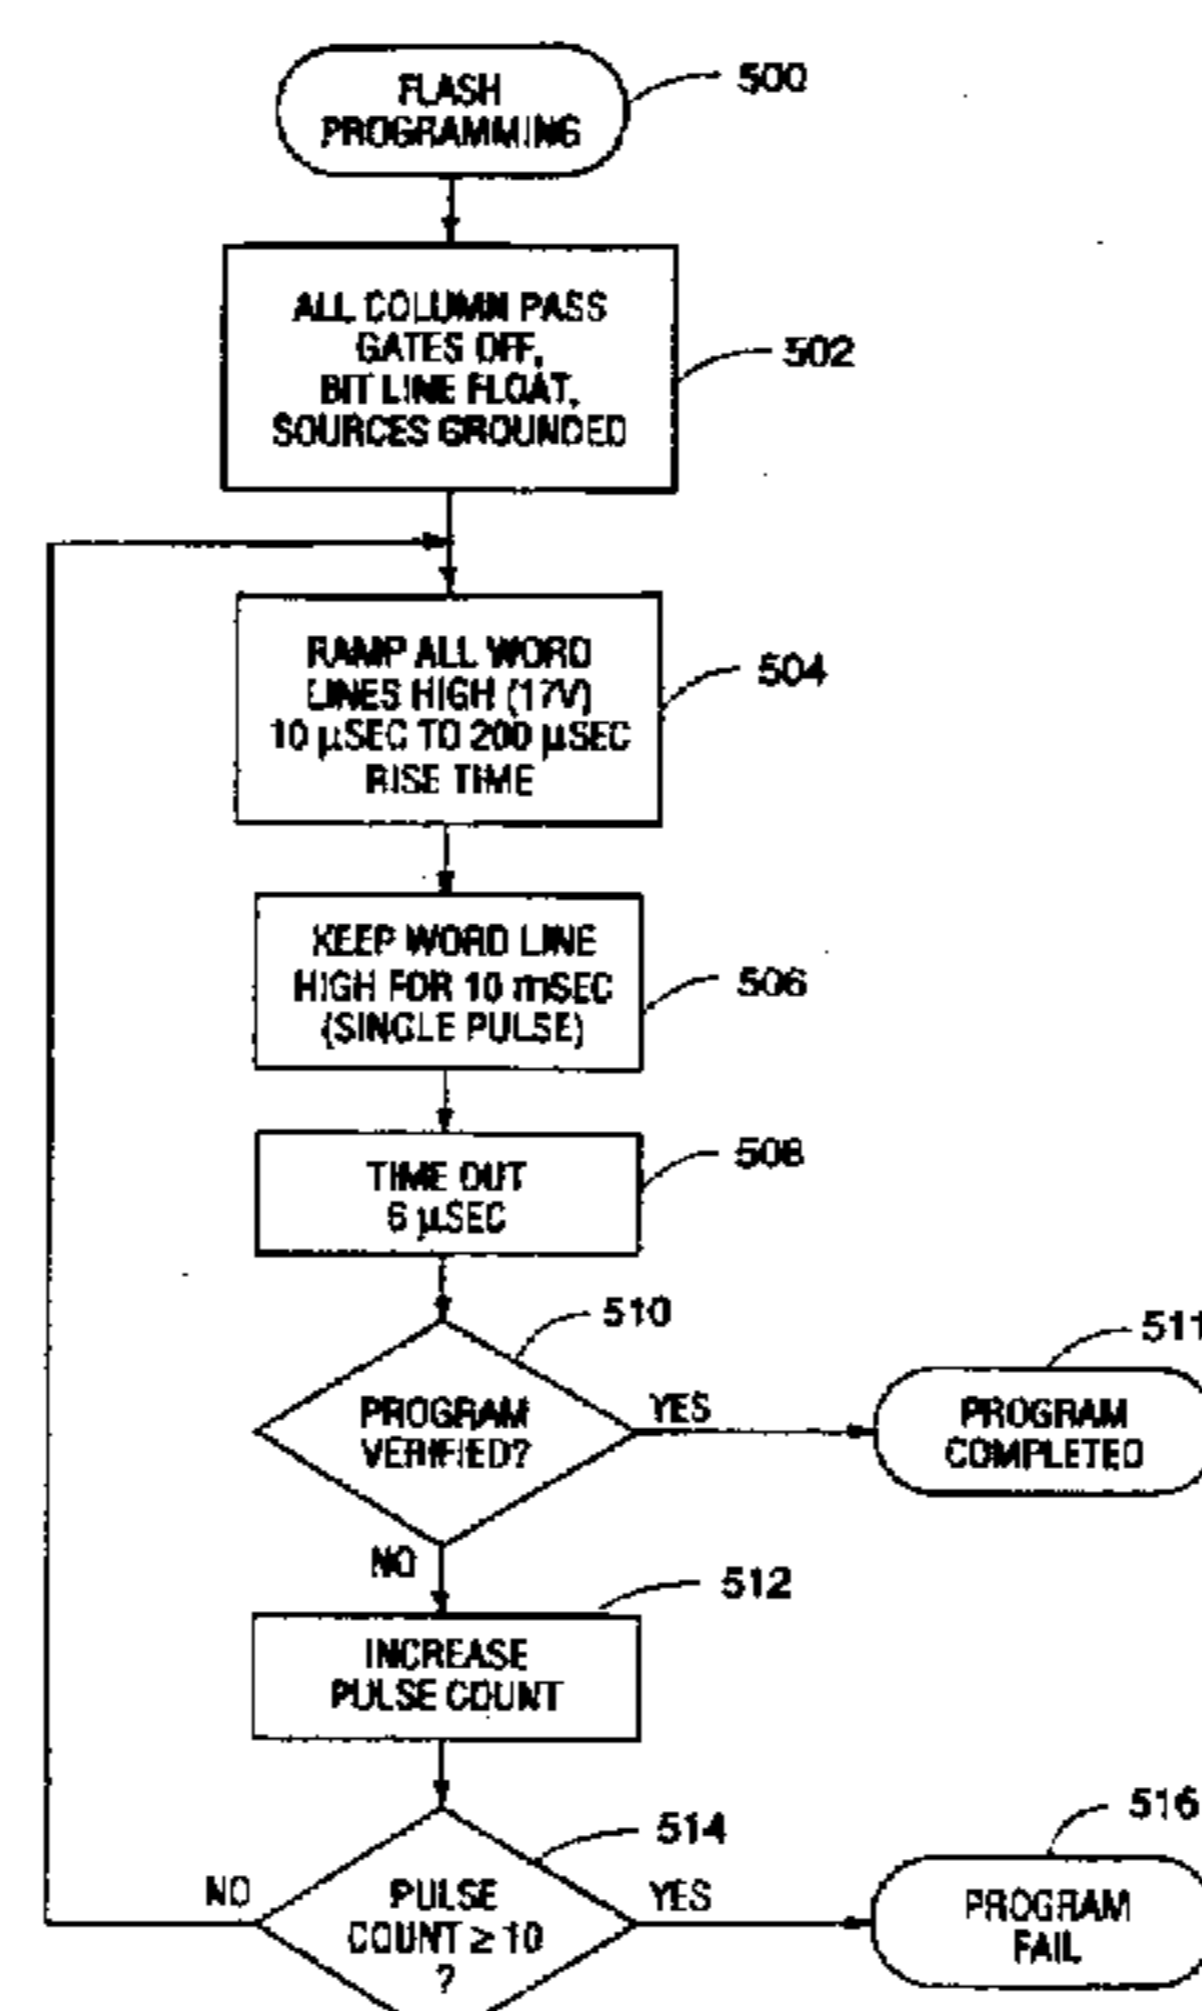 FLASH
PROGRAMMING
500
ALL COLUMN PASS
GATES OFF,
BIT LINE FLOAT,
SOURCES GROUNDED
502
RAMP ALL WORD
LINES HIGH (17V)
10 µSEC TO 200 µSEC
RISE TIME
504
KEEP WORD LINE
HIGH FOR 10 mSEC
(SINGLE PULSE)
506
TIME OUT
6 µSEC
508
510
PROGRAM
VERIFIED?
YES
511
PROGRAM
COMPLETED
NO
512
INCREASE
PULSE COUNT
514
PULSE
COUNT ≥ 10
?
NO
YES
516
PROGRAM
FAIL